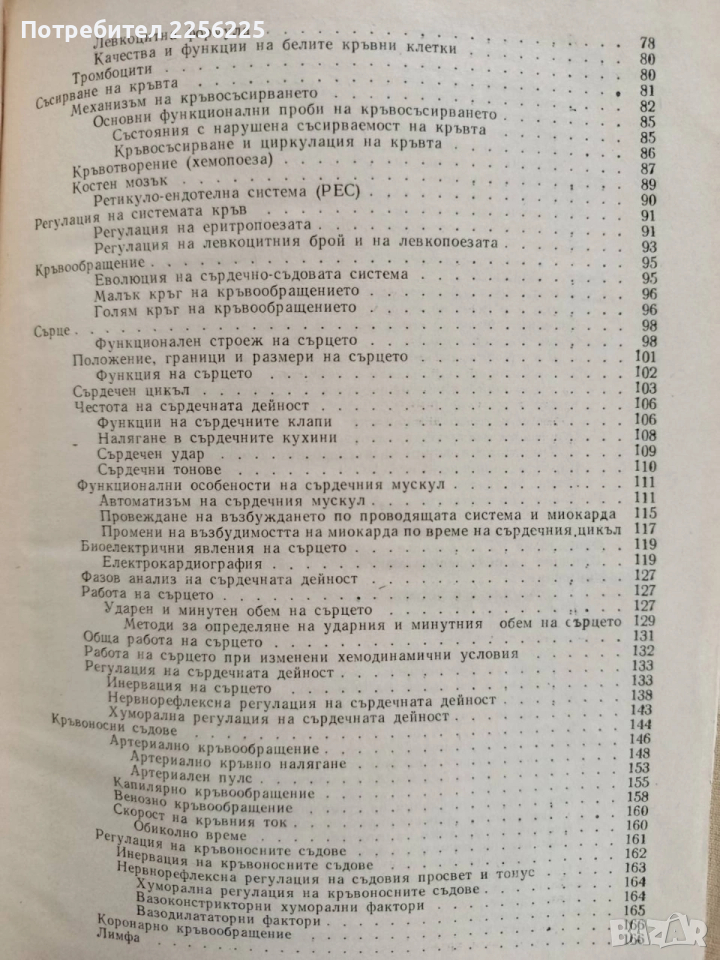 Потребител 2256225
Левкоцитна формула 78
Качества и функции на белите кръвни клетки 80
Тромбоцити 80
Съсирване на кръвта 81
Механизъм на кръвосъсирването 82
Основни функционални проби на кръвосъсирването 85
Състояния с нарушена съсирваемост на кръвта 85
Кръвосъсирване и циркулация на кръвта 86
Кръвотворение (хемопоеза) 87
Костен мозък 89
Ретикуло-ендотелна система (РЕС) 90
Регулация на системата кръв 91
Регулация на еритропоезата 91
Регулация на левкоцитния брой и на левкопоезата 93
Кръвообращение 95
Еволюция на сърдечно-съдовата система 95
Малък кръг на кръвообращението 96
Голям кръг на кръвообращението 96
Сърце 98
Функционален строеж на сърцето 98
Положение, граници и размери на сърцето 101
Функция на сърцето 102
Сърдечен цикъл 103
Честота на сърдечната дейност 106
Функции на сърдечните клапи 106
Налягане в сърдечните кухини 108
Сърдечен удар 109
Сърдечни тонове 110
Функционални особености на сърдечния мускул 111
Автоматизъм на сърдечния мускул 111
Провеждане на възбуждането по проводящата система и миокарда 115
Промени на възбудимостта на миокарда по време на сърдечния цикъл 117
Биоелектрични явления на сърцето 119
Електрокардиография 119
Фазов анализ на сърдечната дейност 127
Работа на сърцето 127
Ударен и минутен обем на сърцето 127
Методи за определяне на ударния и минутния обем на сърцето 129
Обща работа на сърцето 131
Работа на сърцето при изменени хемодинамични условия 132
Регулация на сърдечната дейност 133
Инервация на сърцето 133
Нервнорефлексна регулация на сърдечната дейност 138
Хуморална регулация на сърдечната дейност 143
Кръвоносни съдове 144
Артериално кръвообращение 146
Артериално кръвно налягане 148
Артериален пулс 153
Капилярно кръвообращение 155
Венозно кръвообращение 158
Скорост на кръвния ток 160
Обиколно време 160
Регулация на кръвоносните съдове 161
Инервация на кръвоносните съдове 162
Нервнорефлексна регулация на съдовия просвет и тонус 163
Хуморална регулация на кръвоносните съдове 164
Вазоконстрикторни хуморални фактори 164
Вазодилататорни фактори 165
Коронарно кръвообращение 166
Лимфа 166
BAZAR